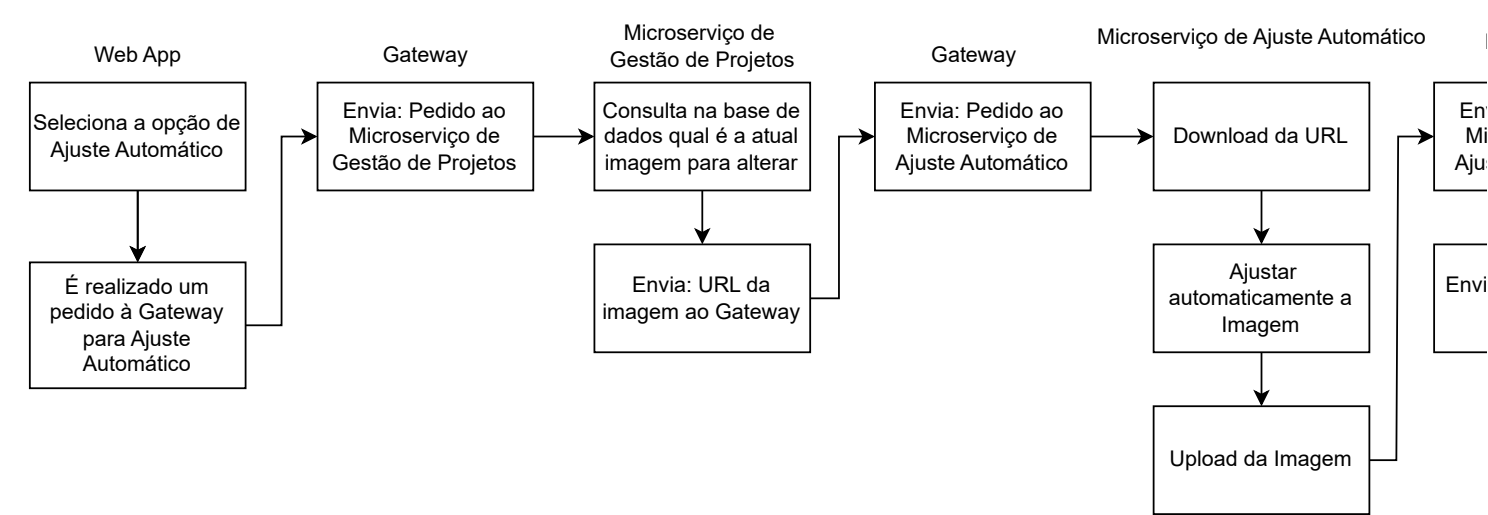 Web App
Seleciona a opção de
Ajuste Automático
É realizado um
pedido à Gateway
para Ajuste
Automático
Gateway
Envia: Pedido ao
Microserviço de
Gestão de Projetos
Microserviço de
Gestão de Projetos
Consulta na base de
dados qual é a atual
imagem para alterar
Envia: URL da
imagem ao Gateway
Gateway
Envia: Pedido ao
Microserviço de
Ajuste Automático
Microserviço de Ajuste Automático
Download da URL
Ajustar
automaticamente a
Imagem
Upload da Imagem